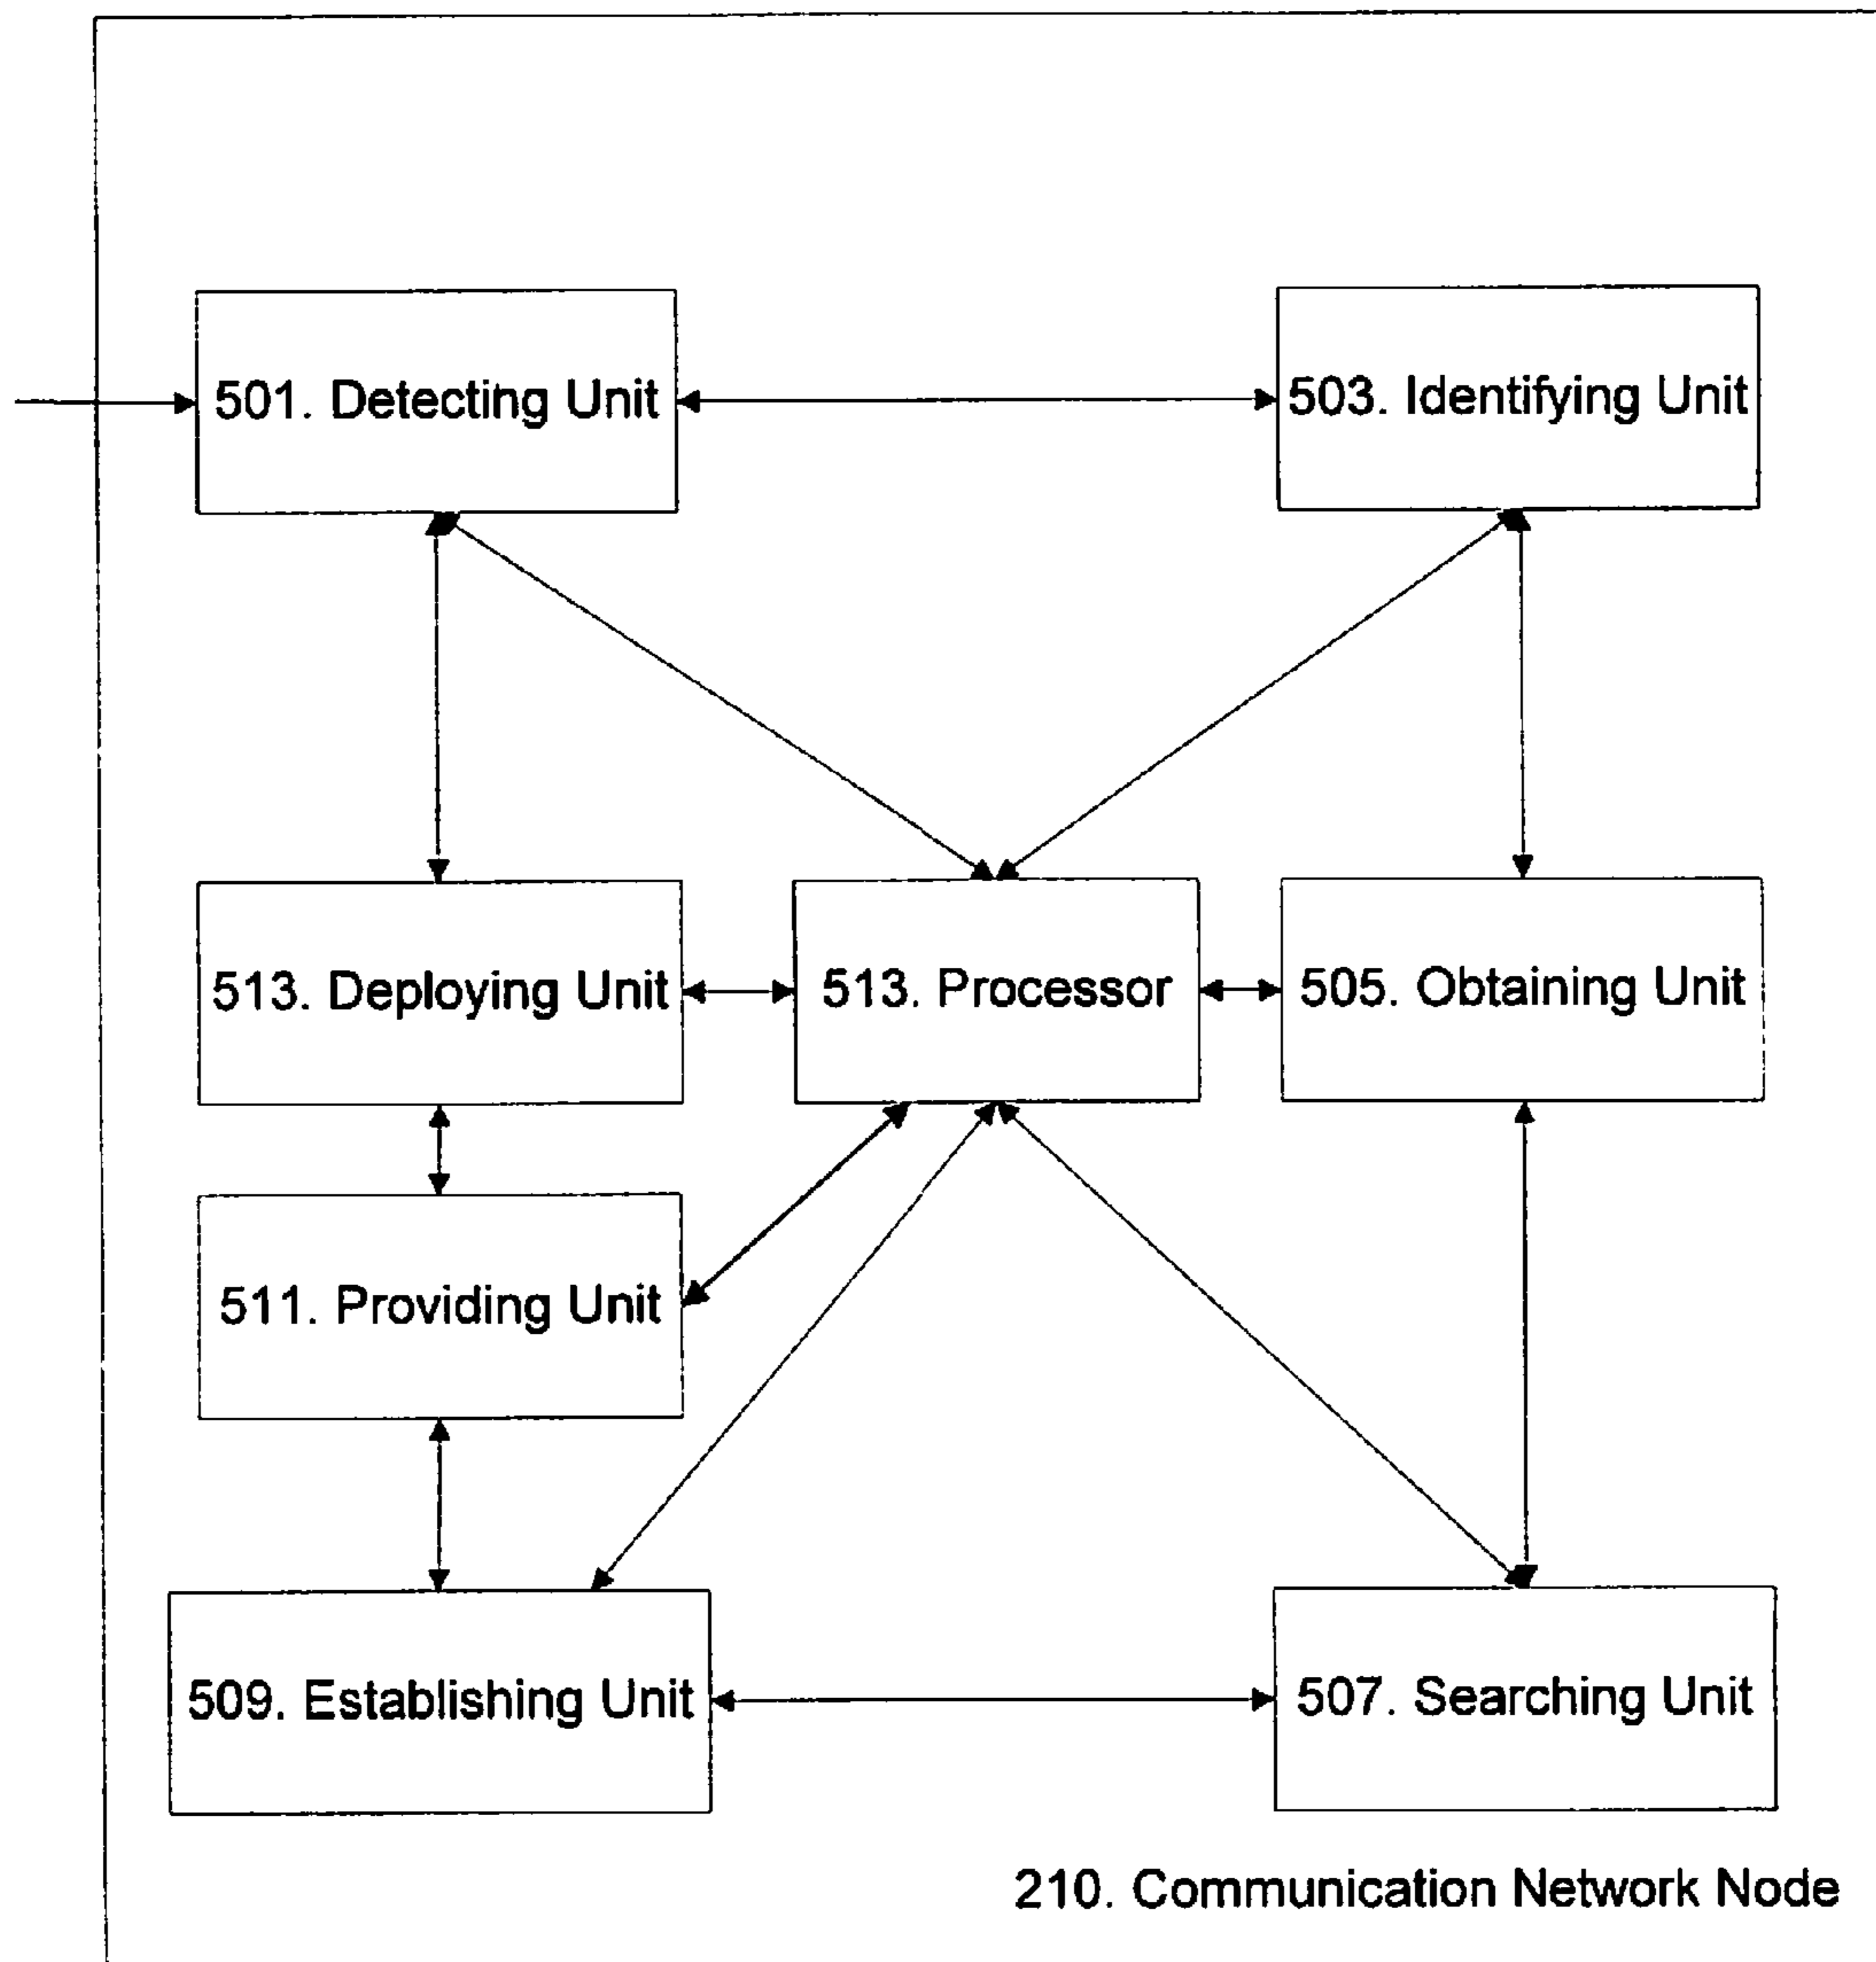 501. Detecting Unit
503. Identifying Unit
513. Deploying Unit
513. Processor
505. Obtaining Unit
511. Providing Unit
509. Establishing Unit
507. Searching Unit
210. Communication Network Node